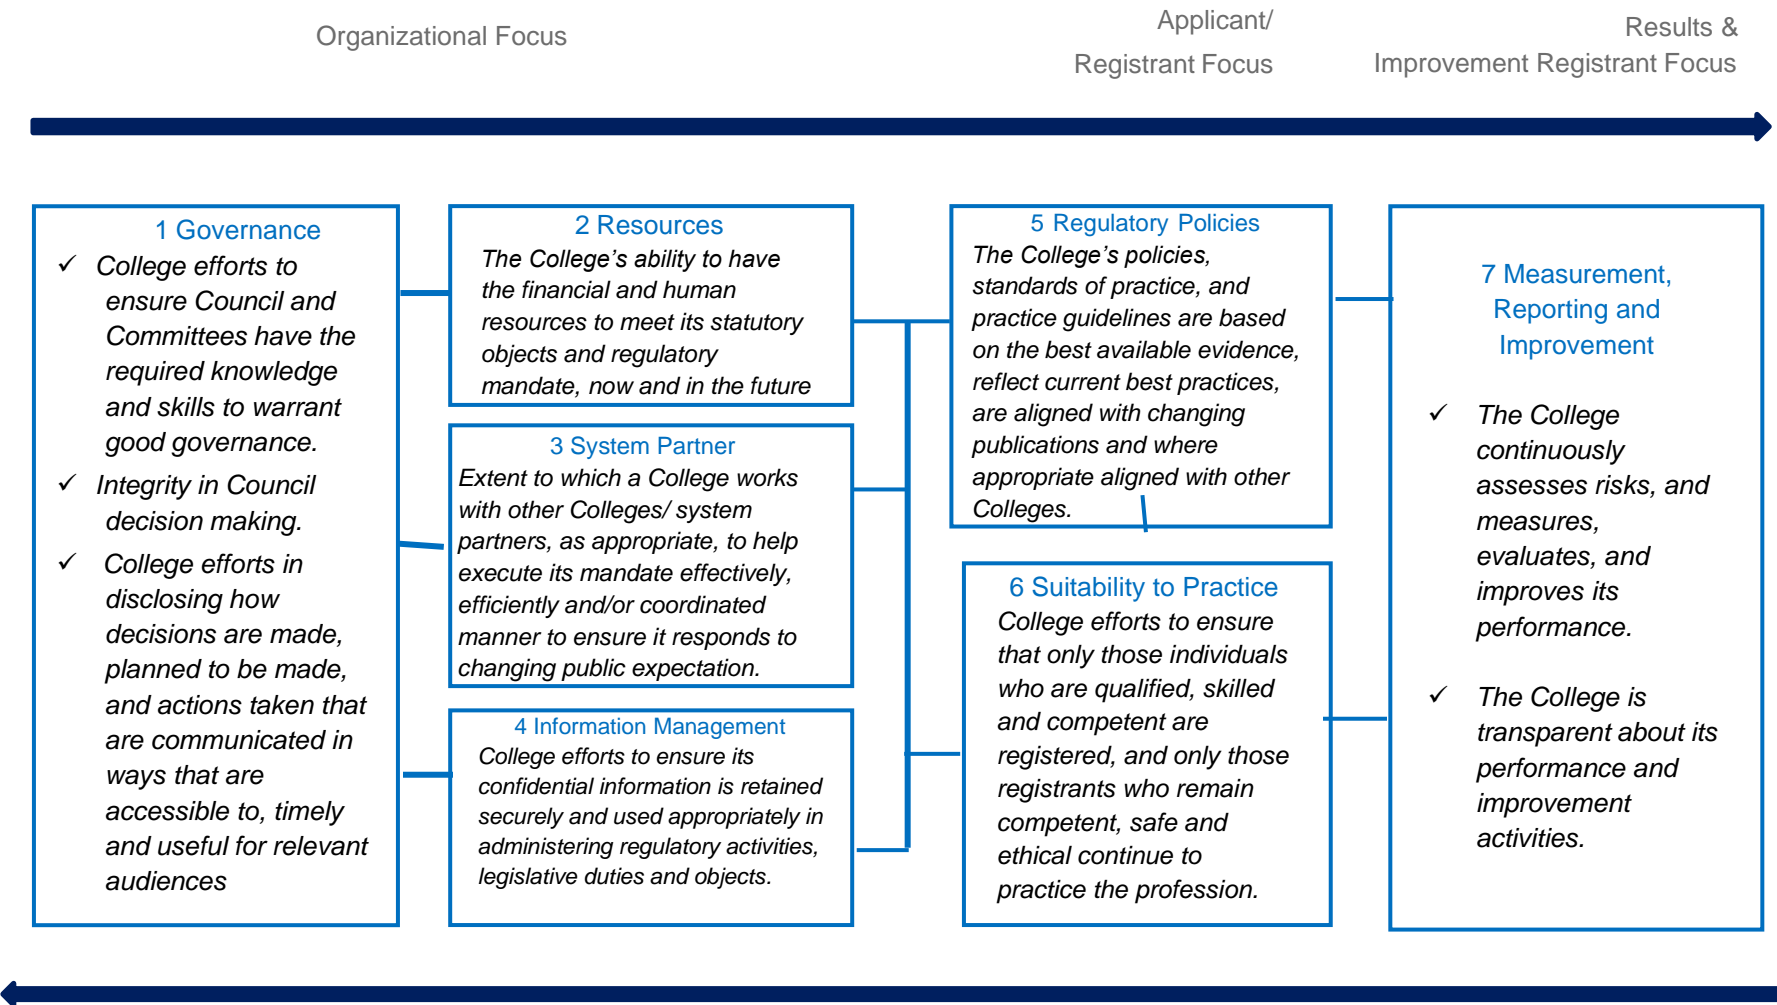 Organizational Focus
Applicant/
Registrant Focus
Results &
Improvement Registrant Focus
1 Governance
✓ College efforts to
ensure Council and
Committees have the
required knowledge
and skills to warrant
good governance.
✓ Integrity in Council
decision making.
✓ College efforts in
disclosing how
decisions are made,
planned to be made,
and actions taken that
are communicated in
ways that are
accessible to, timely
and useful for relevant
audiences
2 Resources
The College’s ability to have
the financial and human
resources to meet its statutory
objects and regulatory
mandate, now and in the future
3 System Partner
Extent to which a College works
with other Colleges/ system
partners, as appropriate, to help
execute its mandate effectively,
efficiently and/or coordinated
manner to ensure it responds to
changing public expectation.
4 Information Management
College efforts to ensure its
confidential information is retained
securely and used appropriately in
administering regulatory activities,
legislative duties and objects.
5 Regulatory Policies
The College’s policies,
standards of practice, and
practice guidelines are based
on the best available evidence,
reflect current best practices,
are aligned with changing
publications and where
appropriate aligned with other
Colleges.
6 Suitability to Practice
College efforts to ensure
that only those individuals
who are qualified, skilled
and competent are
registered, and only those
registrants who remain
competent, safe and
ethical continue to
practice the profession.
7 Measurement,
Reporting and
Improvement
✓ The College
continuously
assesses risks, and
measures,
evaluates, and
improves its
performance.
✓ The College is
transparent about its
performance and
improvement
activities.